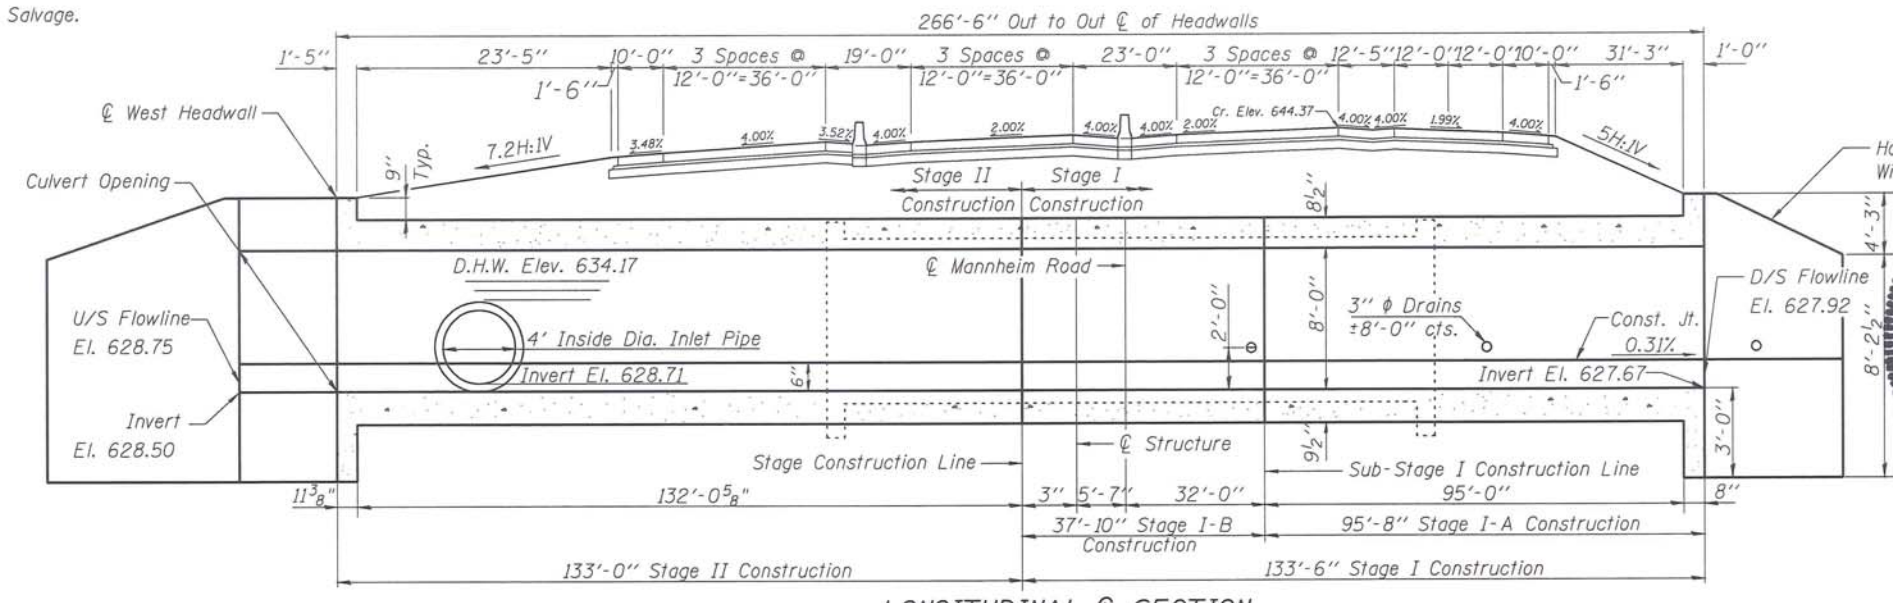 Salvage.
266'-6" Out to Out ℄ of Headwalls
1'-5"
23'-5"
10'-0"
3 Spaces @
12'-0"=36'-0"
19'-0"
3 Spaces @
12'-0"=36'-0"
23'-0"
3 Spaces @
12'-0"=36'-0"
12'-5"
12'-0"
12'-0"
10'-0"
31'-3"
1'-0"
1'-6"
1'-6"
℄ West Headwall
Cr. Elev. 644.37
3.48%
4.00%
3.52%
4.00%
2.00%
4.00%
4.00%
2.00%
4.00%
4.00%
1.99%
4.00%
7.2H:1V
5H:1V
9" Typ.
Culvert Opening
Stage II
Construction
Stage I
Construction
8½"
4'-3"
D.H.W. Elev. 634.17
℄ Mannheim Road
D/S Flowline
El. 627.92
U/S Flowline
El. 628.75
4' Inside Dia. Inlet Pipe
2'-0"
8'-0"
3" ϕ Drains
±8'-0" cts.
Const. Jt.
0.31%
8'-2½"
Invert El. 628.71
6"
Invert El. 627.67
Invert
El. 628.50
3'-0"
9½"
℄ Structure
Stage Construction Line
Sub-Stage I Construction Line
11⅜"
132'-0⅝"
3"
5'-7"
32'-0"
95'-0"
8"
37'-10" Stage I-B
Construction
95'-8" Stage I-A Construction
133'-0" Stage II Construction
133'-6" Stage I Construction
LONGITUDINAL ℄ SECTION